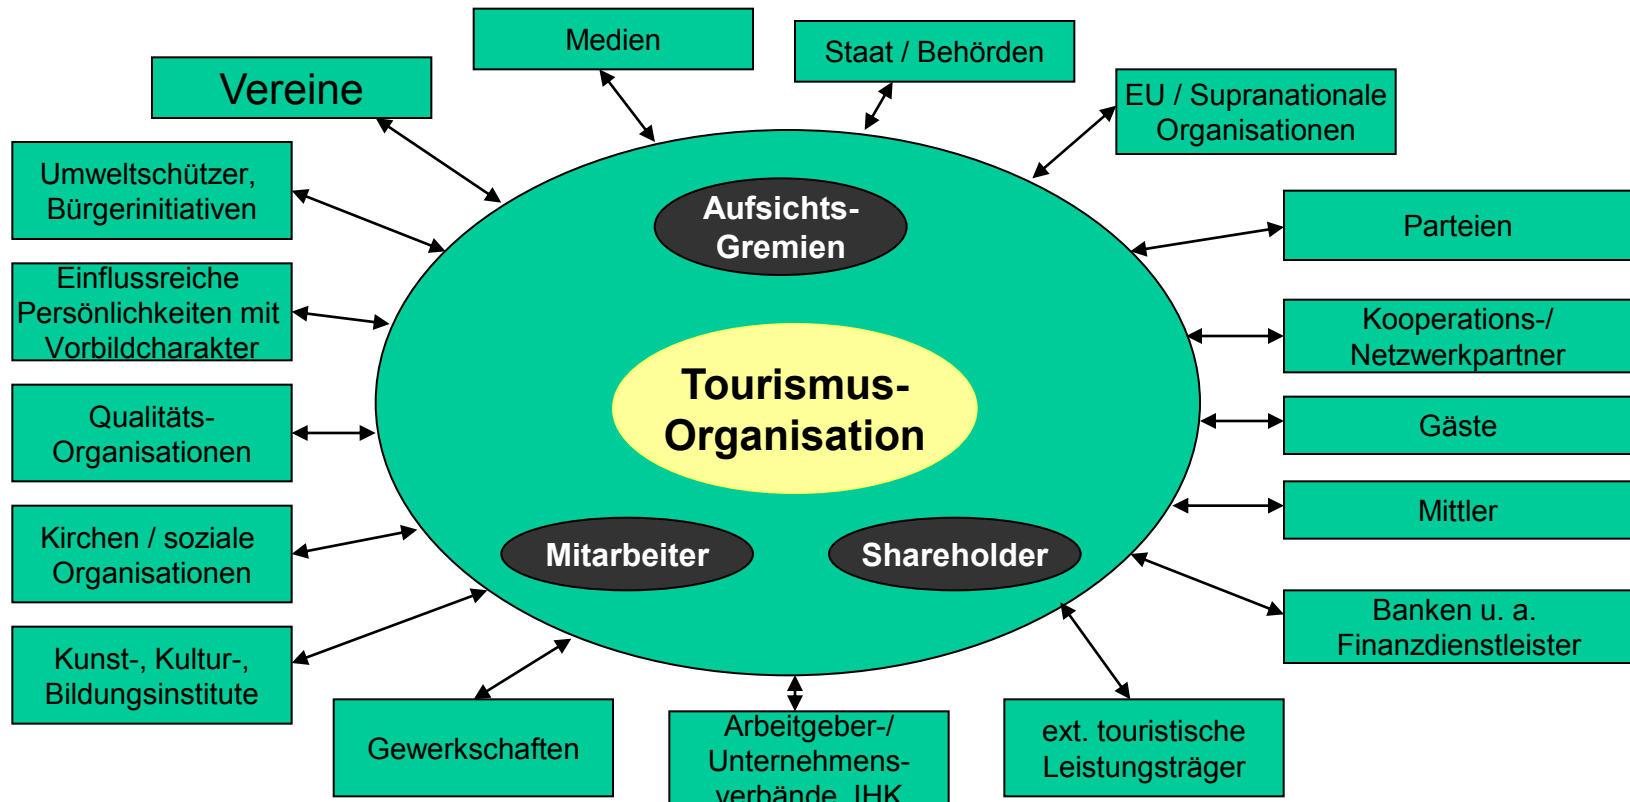 Medien
Staat / Behörden
Vereine
EU / Supranationale
Organisationen
Umweltschützer,
Bürgerinitiativen
Aufsichts-
Gremien
Parteien
Einflussreiche
Persönlichkeiten mit
Vorbildcharakter
Kooperations-/
Netzwerkpartner
Tourismus-
Organisation
Qualitäts-
Organisationen
Gäste
Mittler
Kirchen / soziale
Organisationen
Mitarbeiter
Shareholder
Banken u. a.
Finanzdienstleister
Kunst-, Kultur-,
Bildungsinstitute
Gewerkschaften
Arbeitgeber-/
Unternehmens-
verbände, IHK
ext. touristische
Leistungsträger